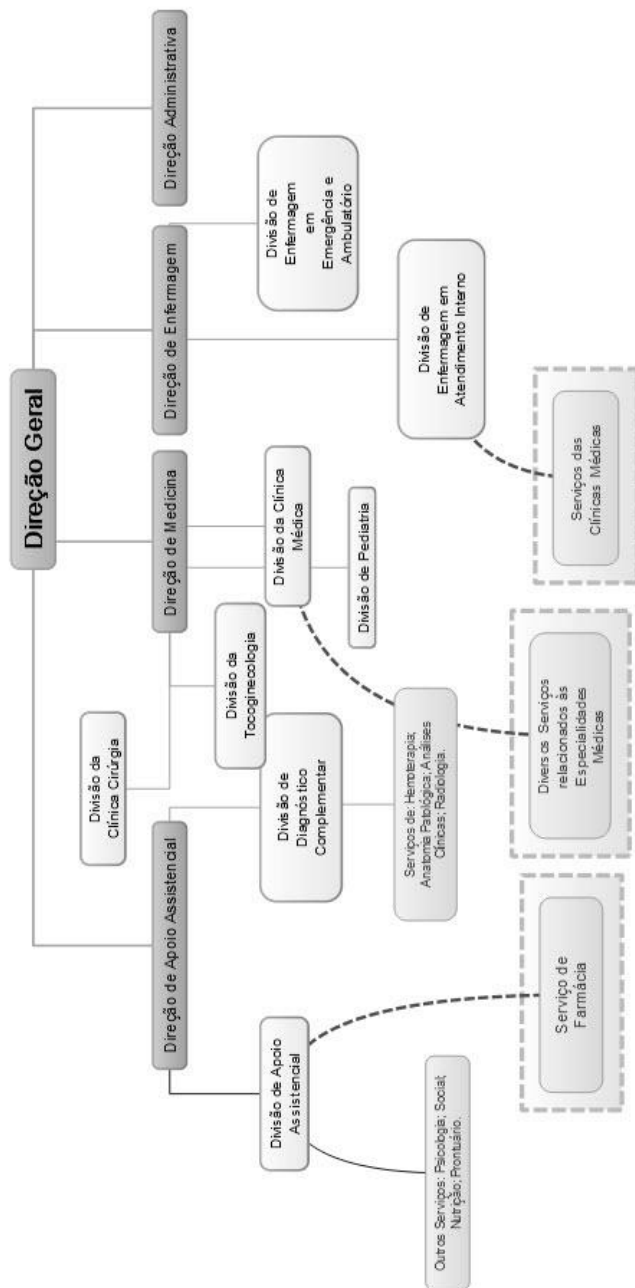 Direção Geral
Direção de Apoio Assistencial
Direção de Medicina
Direção de Enfermagem
Direção Administrativa
Divisão da
Clínica Cirúrgia
Divisão da
Tocoginecologia
Divisão de Apoio
Assistencial
Divisão de
Diagnóstico
Complementar
Divisão da Clínica
Médica
Divisão de
Enfermagem
em
Emergência e
Ambulatório
Divisão de Pediatria
Divisão de
Enfermagem em
Atendimento Interno
Outros Serviços: Psicologia; Social;
Nutrição; Prontuário.
Serviços de: Hemoterapia;
Anatomia Patológica; Análises
Clínicas; Radiologia.
Serviço de
Farmácia
Diversos Serviços
relacionados às
Especialidades
Médicas
Serviços das
Clínicas Médicas